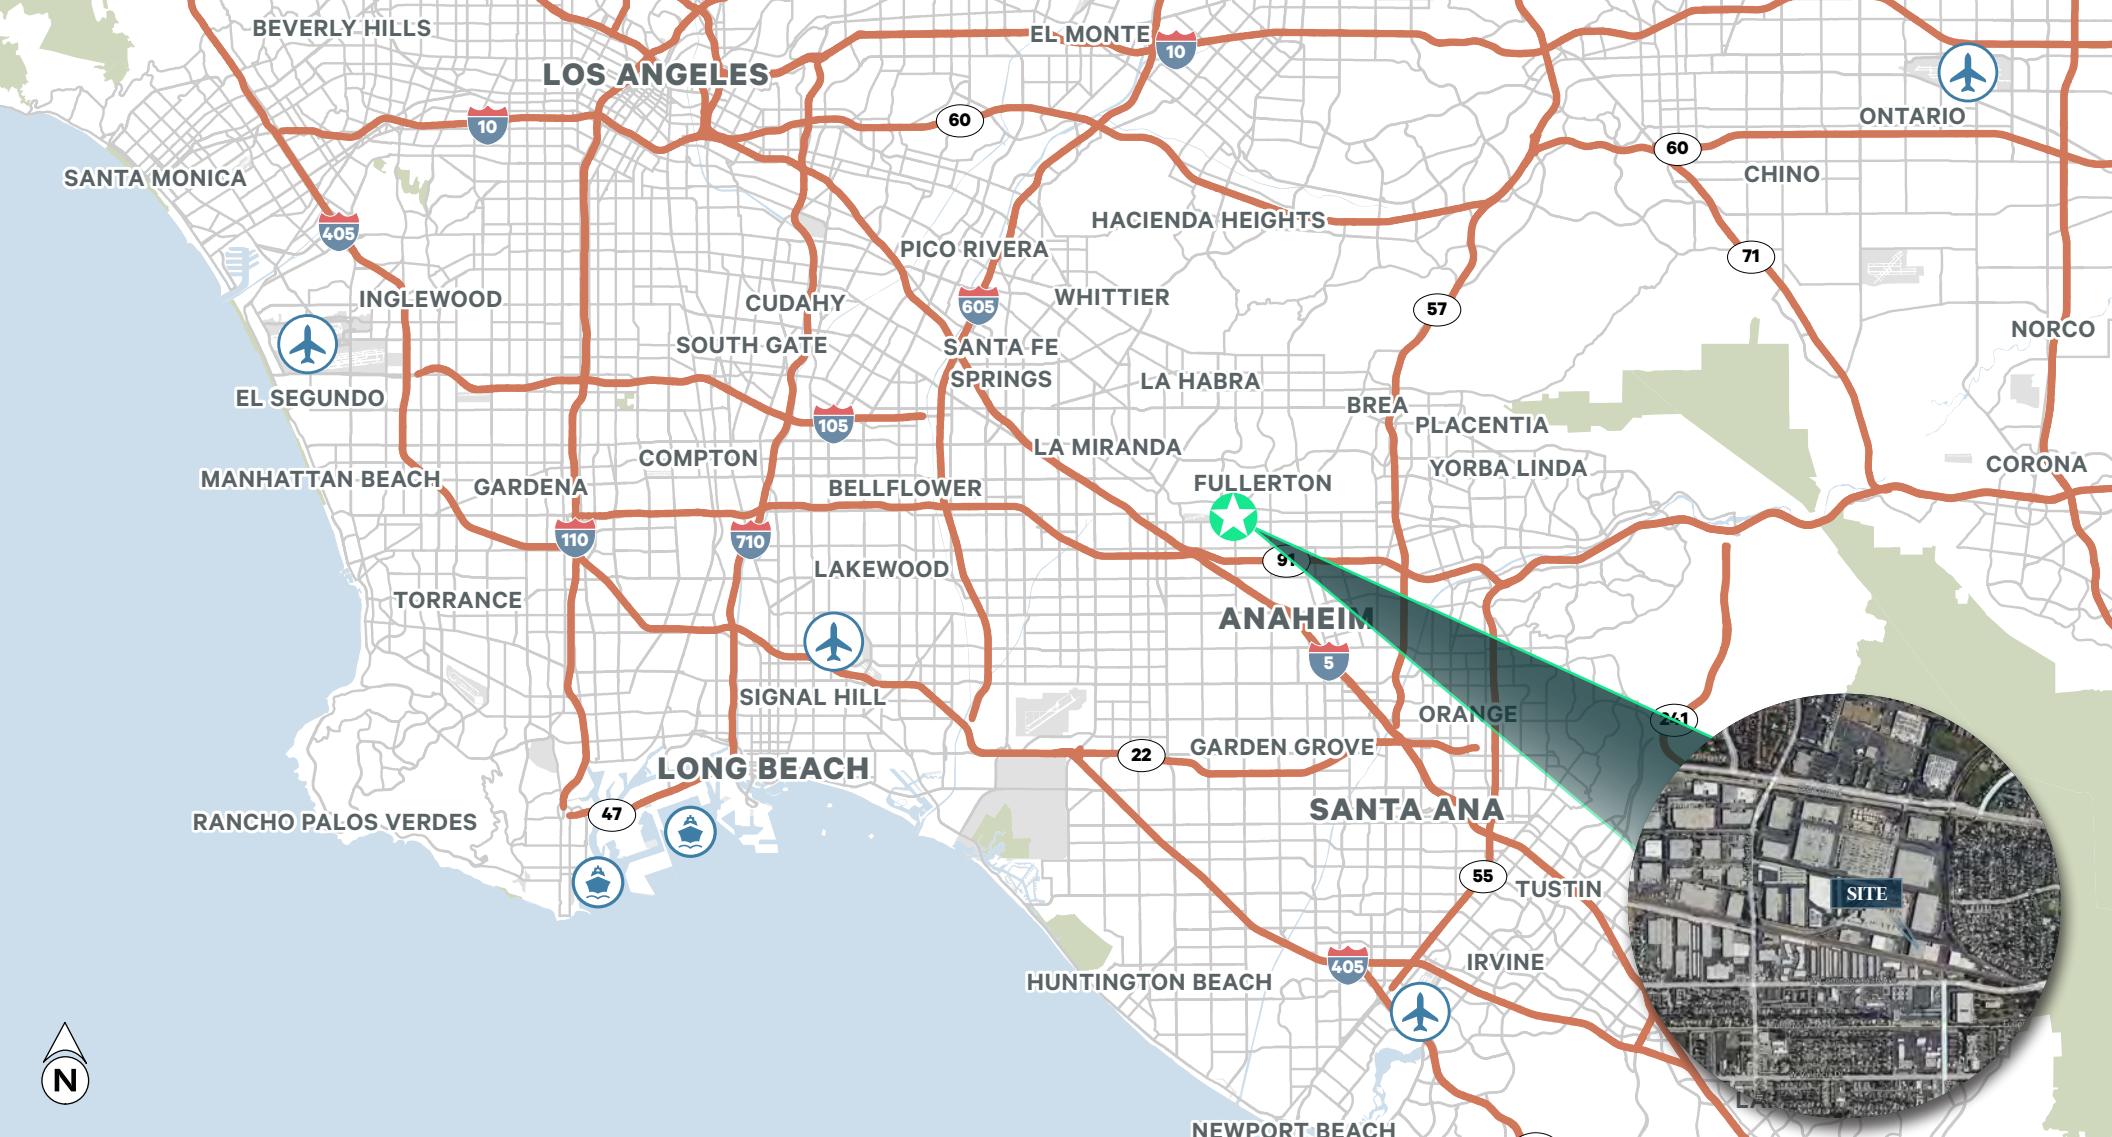 BEVERLY HILLS
EL MONTE
10
LOS ANGELES
ONTARIO
10
60
60
SANTA MONICA
CHINO
405
HACIENDA HEIGHTS
PICO RIVERA
71
INGLEWOOD
CUDAHY
605
WHITTIER
57
NORCO
SOUTH GATE
SANTA FE
SPRINGS
LA HABRA
EL SEGUNDO
BREA
PLACENTIA
105
LA MIRANDA
COMPTON
YORBA LINDA
CORONA
MANHATTAN BEACH
GARDENA
BELLFLOWER
FULLERTON
110
710
91
LAKEWOOD
TORRANCE
ANAHEIM
5
SIGNAL HILL
ORANGE
241
GARDEN GROVE
22
LONG BEACH
47
SANTA ANA
RANCHO PALOS VERDES
55
TUSTIN
SITE
IRVINE
405
HUNTINGTON BEACH
N
NEWPORT BEACH